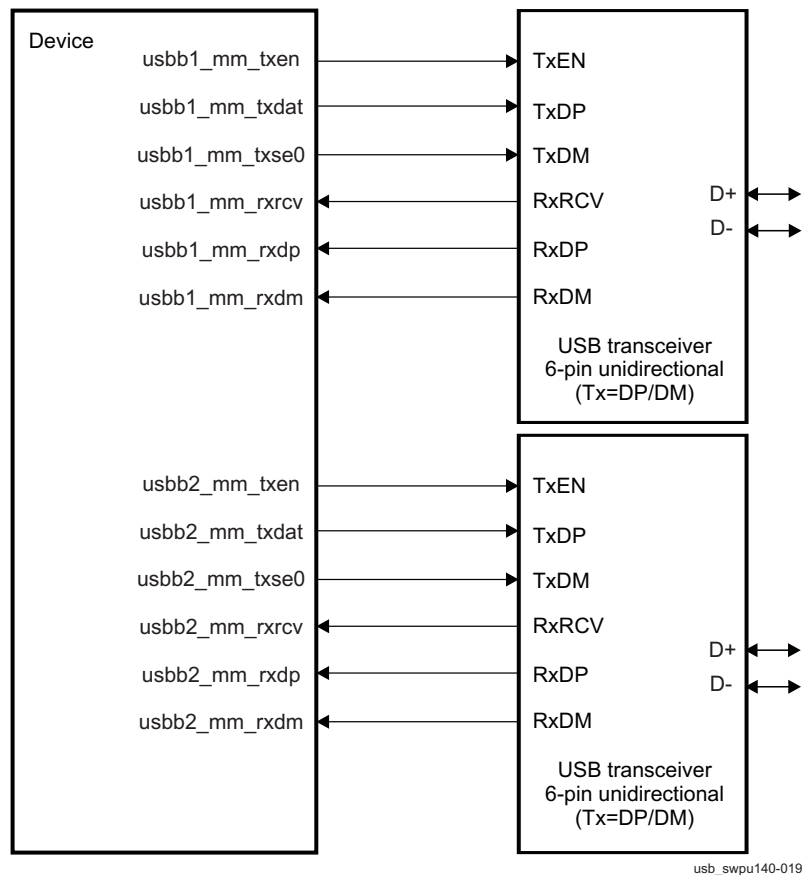 Device
usbb1_mm_txen
TxEN
usbb1_mm_txdat
TxDP
usbb1_mm_txse0
TxDM
usbb1_mm_rxrcv
RxRCV
D+
usbb1_mm_rxdp
RxDP
D-
usbb1_mm_rxdm
RxDM
USB transceiver
6-pin unidirectional
(Tx=DP/DM)
usbb2_mm_txen
TxEN
usbb2_mm_txdat
TxDP
usbb2_mm_txse0
TxDM
usbb2_mm_rxrcv
RxRCV
D+
usbb2_mm_rxdp
RxDP
D-
usbb2_mm_rxdm
RxDM
USB transceiver
6-pin unidirectional
(Tx=DP/DM)
usb_swpu140-019